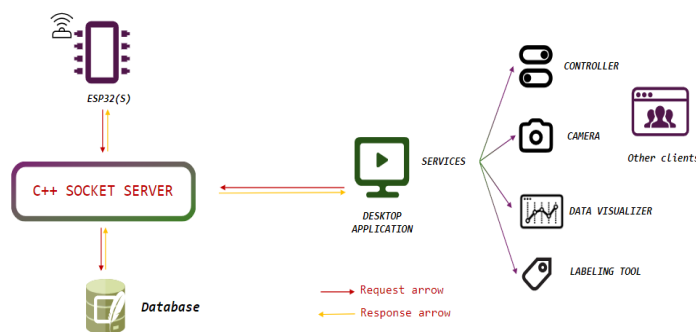 ESP32(S)
C++ SOCKET SERVER
Database
DESKTOP
APPLICATION
SERVICES
CONTROLLER
CAMERA
DATA VISUALIZER
LABELING TOOL
Other clients
Request arrow
Response arrow